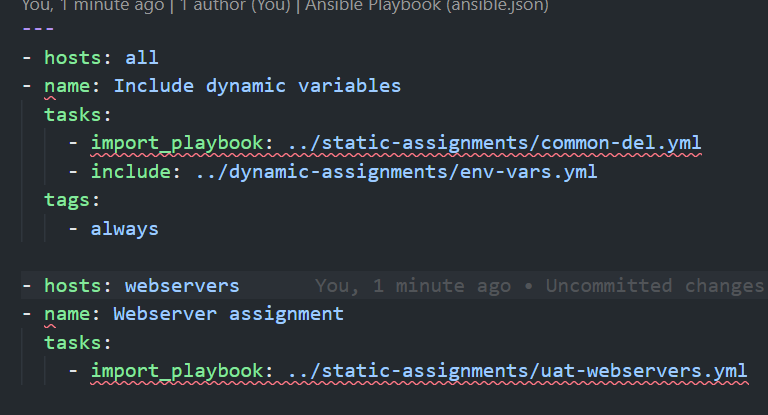 You, 1 minute ago | 1 author (You) | Ansible Playbook (ansible.json)
---
- hosts: all
- name: Include dynamic variables
  tasks:
    - import_playbook: ../static-assignments/common-del.yml
    - include: ../dynamic-assignments/env-vars.yml
  tags:
    - always

- hosts: webservers You, 1 minute ago • Uncommitted changes
- name: Webserver assignment
  tasks:
    - import_playbook: ../static-assignments/uat-webservers.yml